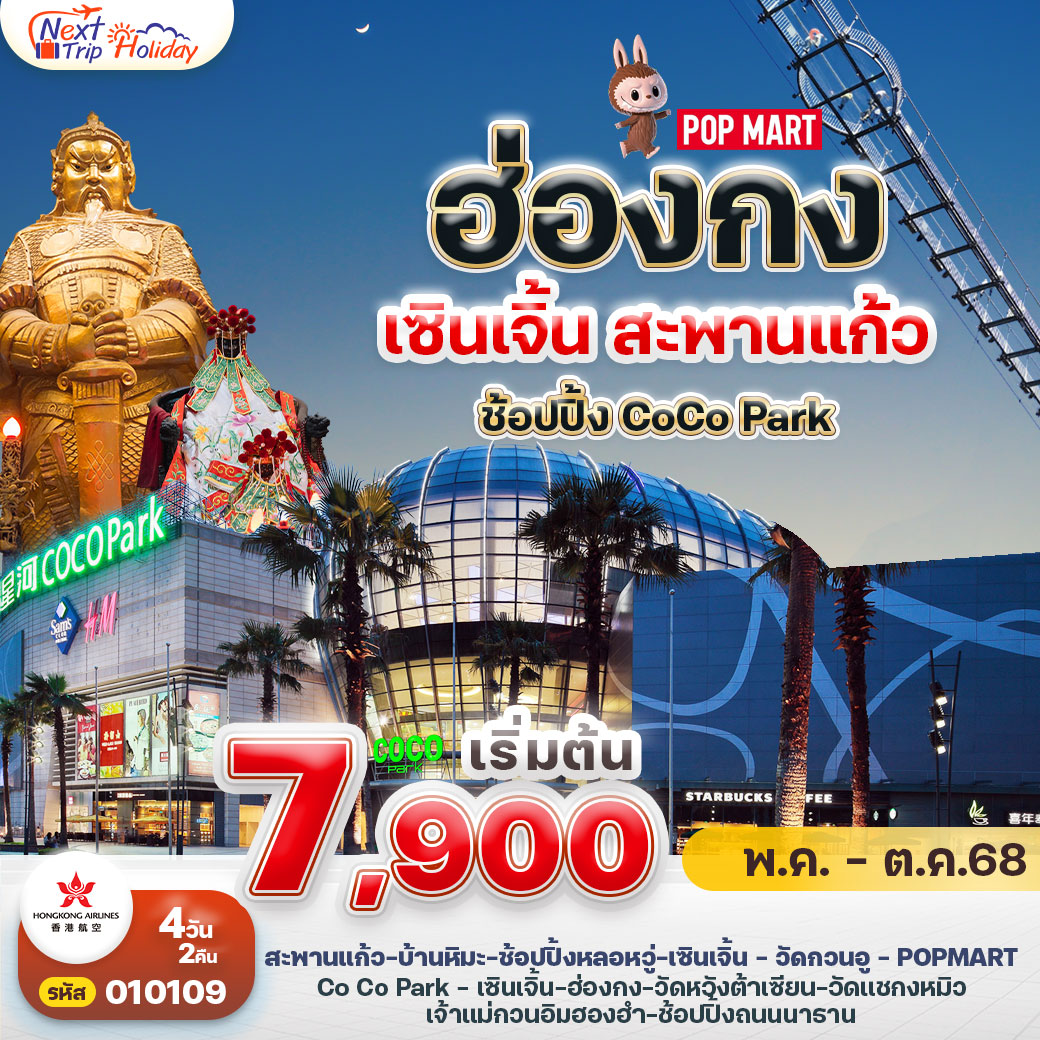 Next Trip Holiday
POP MART
ฮ่องกง
เซินเจิ้น สะพานแก้ว
ช้อปปิ้ง CoCo Park
星河 COCOPark
Sam's
H&M
COCO Park
เริ่มต้น
7,900
STARBUCKS
พ.ค. - ต.ค.68
HONGKONG AIRLINES
香港航空
4วัน
2คืน
รหัส 010109
สะพานแก้ว-บ้านหิมะ-ช้อปปิ้งหลอหวู่-เซินเจิ้น - วัดกวนอู - POPMART
Co Co Park - เซินเจิ้น-ฮ่องกง-วัดหวังต้าเซียน-วัดแชกงหมิว
เจ้าแม่กวนอิมฮองฮำ-ช้อปปิ้งถนนนาธาน